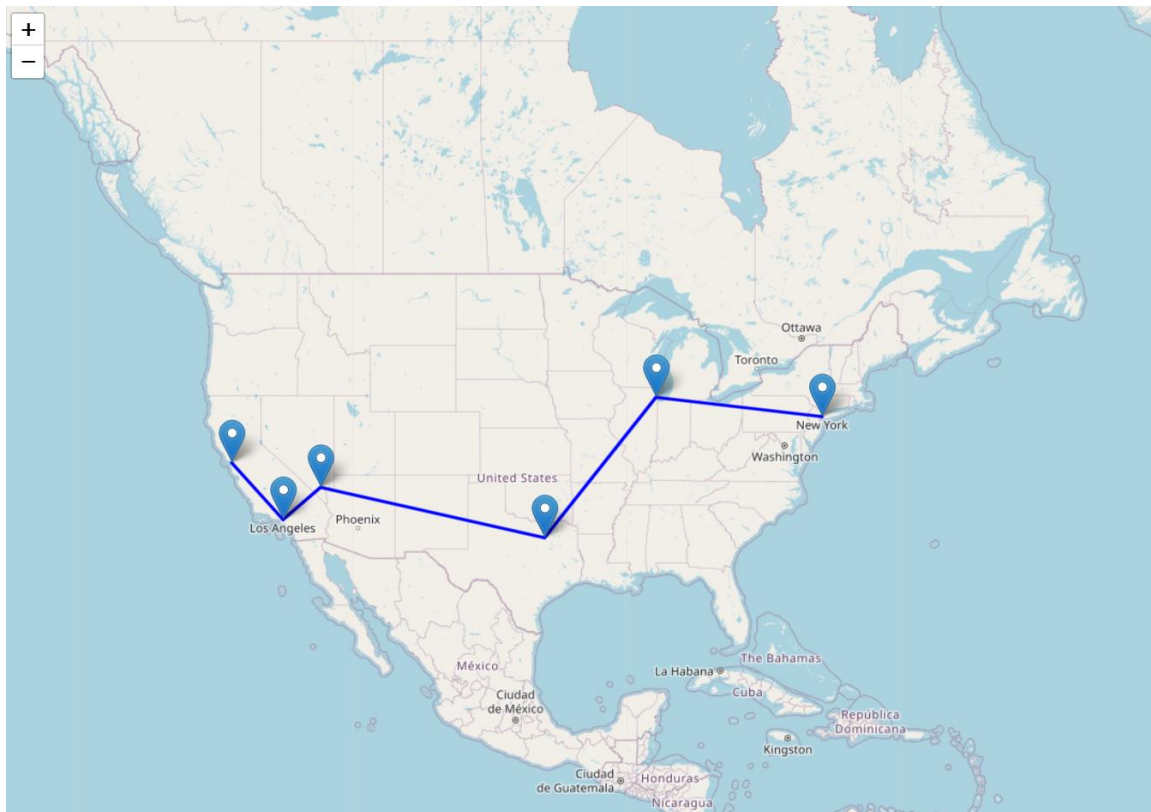 +
−
Ottawa
Toronto
New York
Washington
United States
Phoenix
Los Angeles
The Bahamas
La Habana
México
Cuba
Ciudad
de México
República
Dominicana
Kingston
Ciudad
de Guatemala
Honduras
Nicaragua